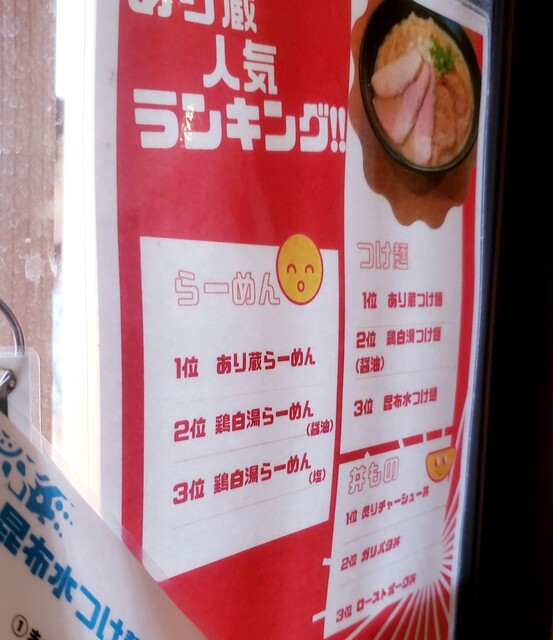 あり蔵
人気
ランキング!!
らーめん
1位 あり蔵らーめん
2位 鶏白湯らーめん
(醤油)
3位 鶏白湯らーめん
(塩)
つけ麺
1位 あり蔵つけ麺
2位 鶏白湯つけ麺
(醤油)
3位 昆布水つけ麺
丼もの
1位 炙りチャーシュー丼
2位 ガリバタ丼
3位 ローストポーク丼
昆布水つけ麺
①